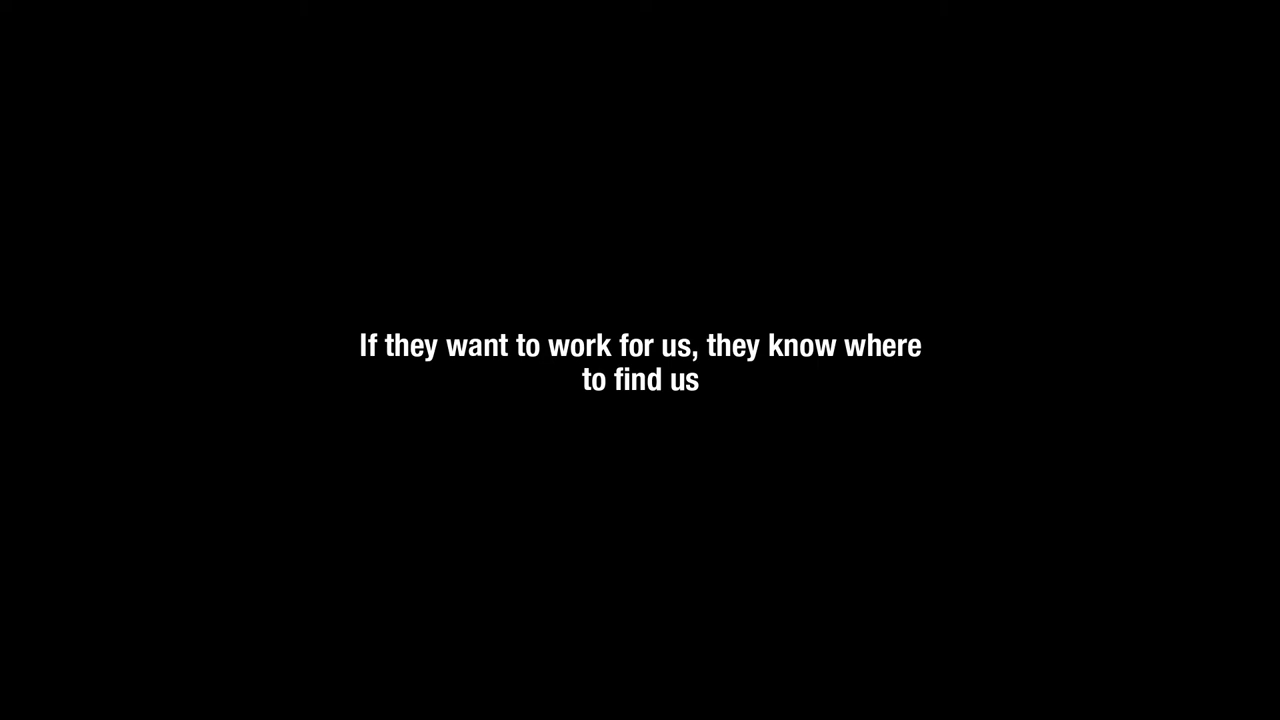 If they want to work for us, they know where
to find us